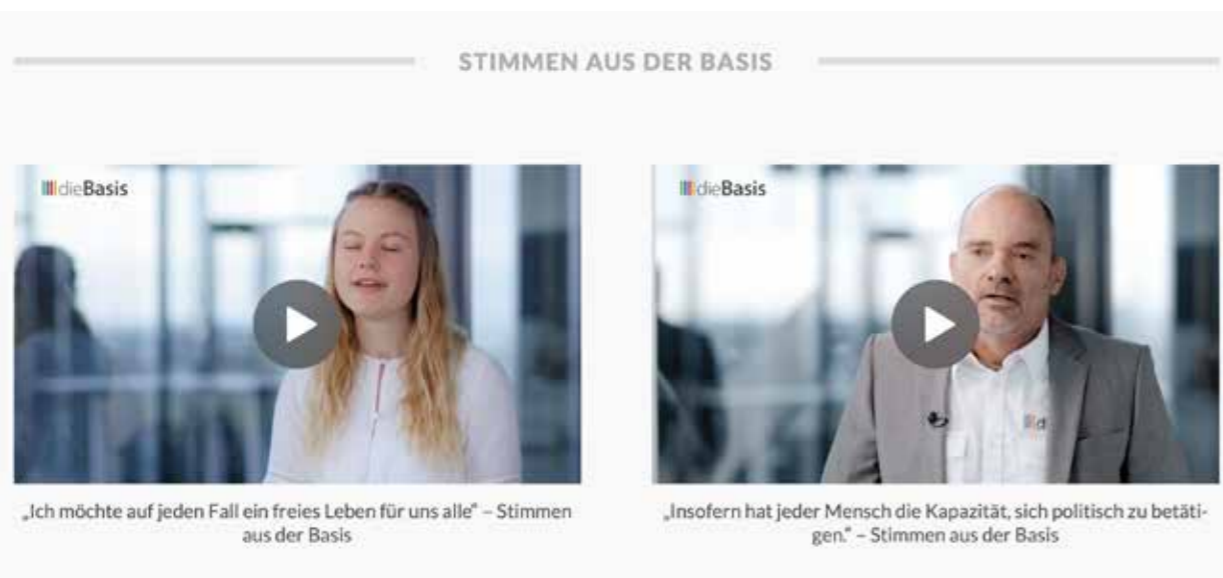 STIMMEN AUS DER BASIS
dieBasis
dieBasis
d
„Ich möchte auf jeden Fall ein freies Leben für uns alle“ – Stimmen
aus der Basis
„Insofern hat jeder Mensch die Kapazität, sich politisch zu betäti-
gen.“ – Stimmen aus der Basis